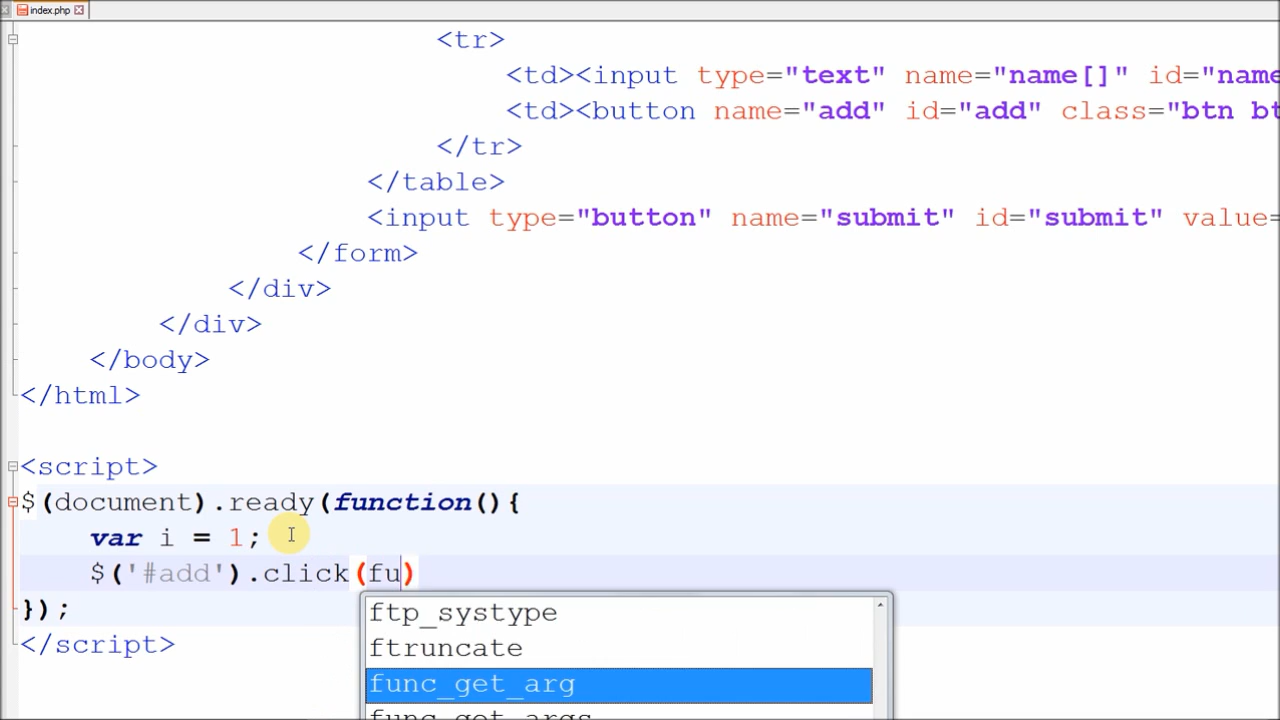 index.php
<tr>
<td><input type="text" name="name[]" id="name
<td><button name="add" id="add" class="btn bt
</tr>
</table>
<input type="button" name="submit" id="submit" value=
</form>
</div>
</div>
</body>
</html>
<script>
$(document).ready(function(){
var i = 1;
$('#add').click(fu)
});
</script>
ftp_systype
ftruncate
func_get_arg
func_get_args